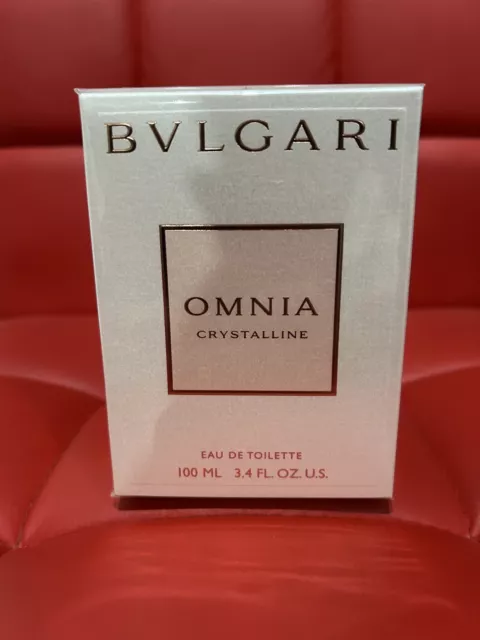 BVLGARI
OMNIA
CRYSTALLINE
EAU DE TOILETTE
100 ML 3.4 FL. OZ. U.S.